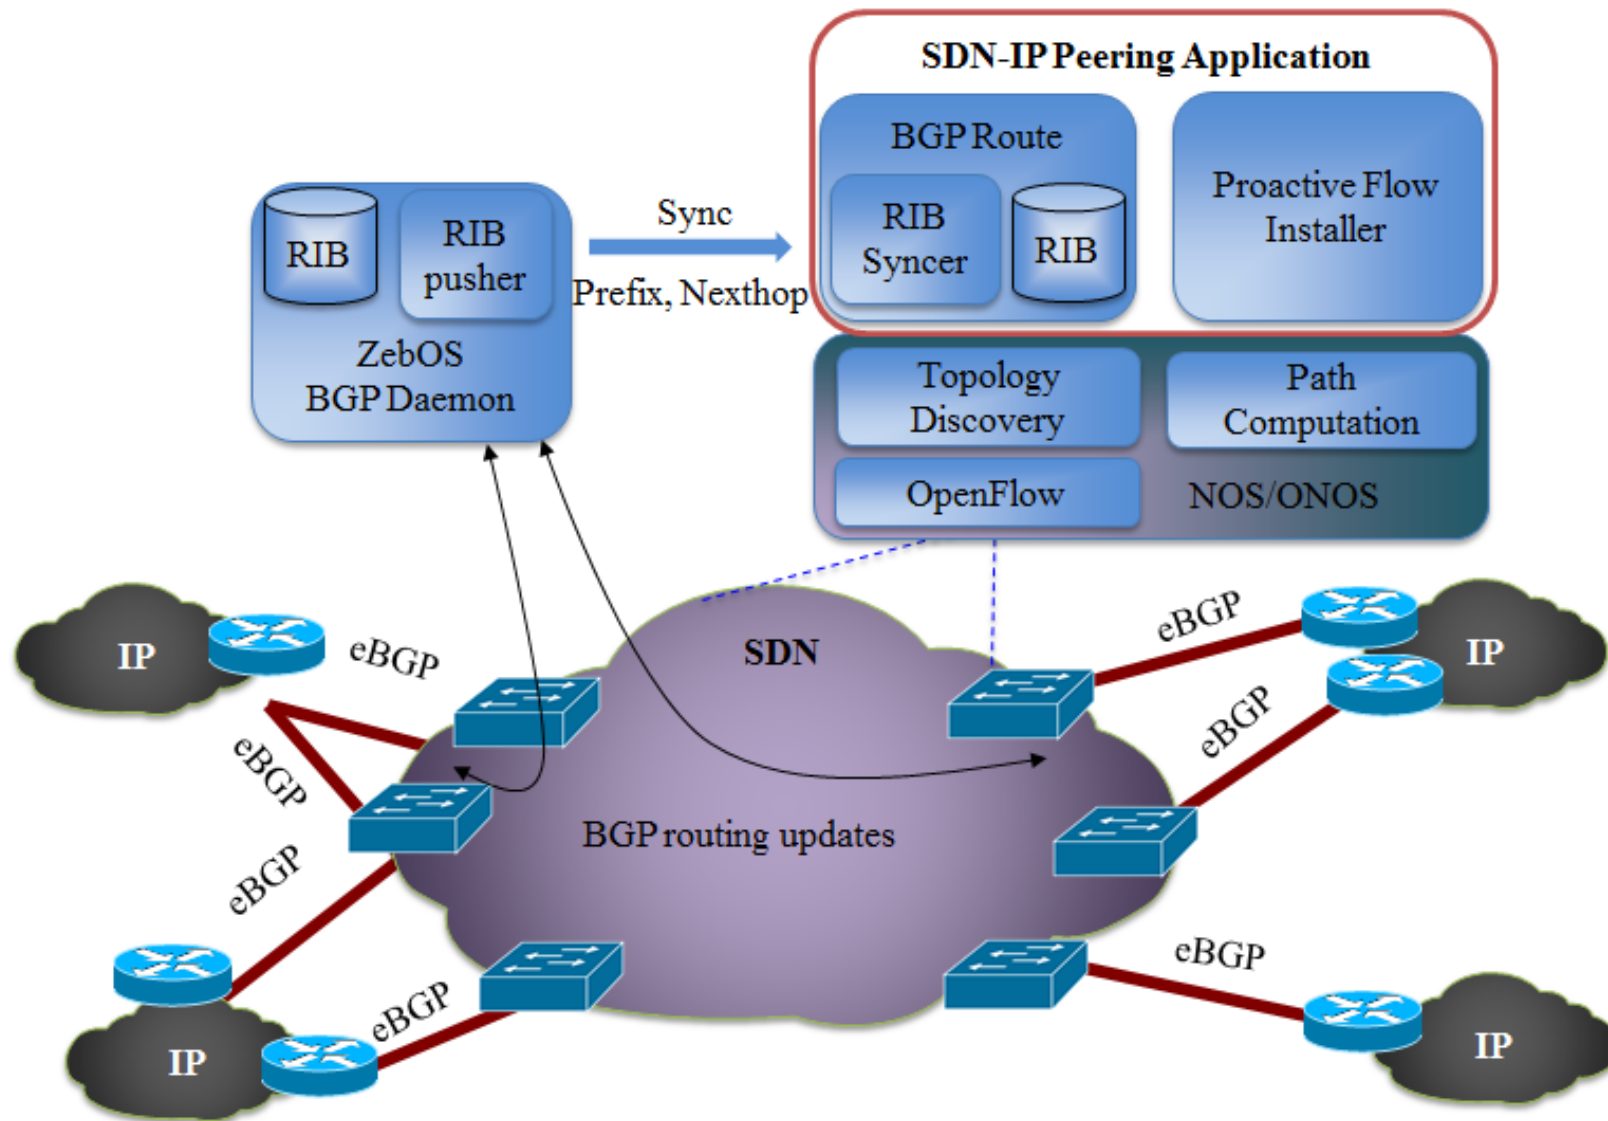 SDN-IP Peering Application
BGP Route
RIB
Syncer
RIB
Proactive Flow
Installer
RIB
RIB
pusher
ZebOS
BGP Daemon
Sync
Prefix, Nexthop
Topology
Discovery
Path
Computation
OpenFlow
NOS/ONOS
IP
eBGP
SDN
eBGP
IP
eBGP
eBGP
BGP routing updates
eBGP
eBGP
IP
eBGP
IP